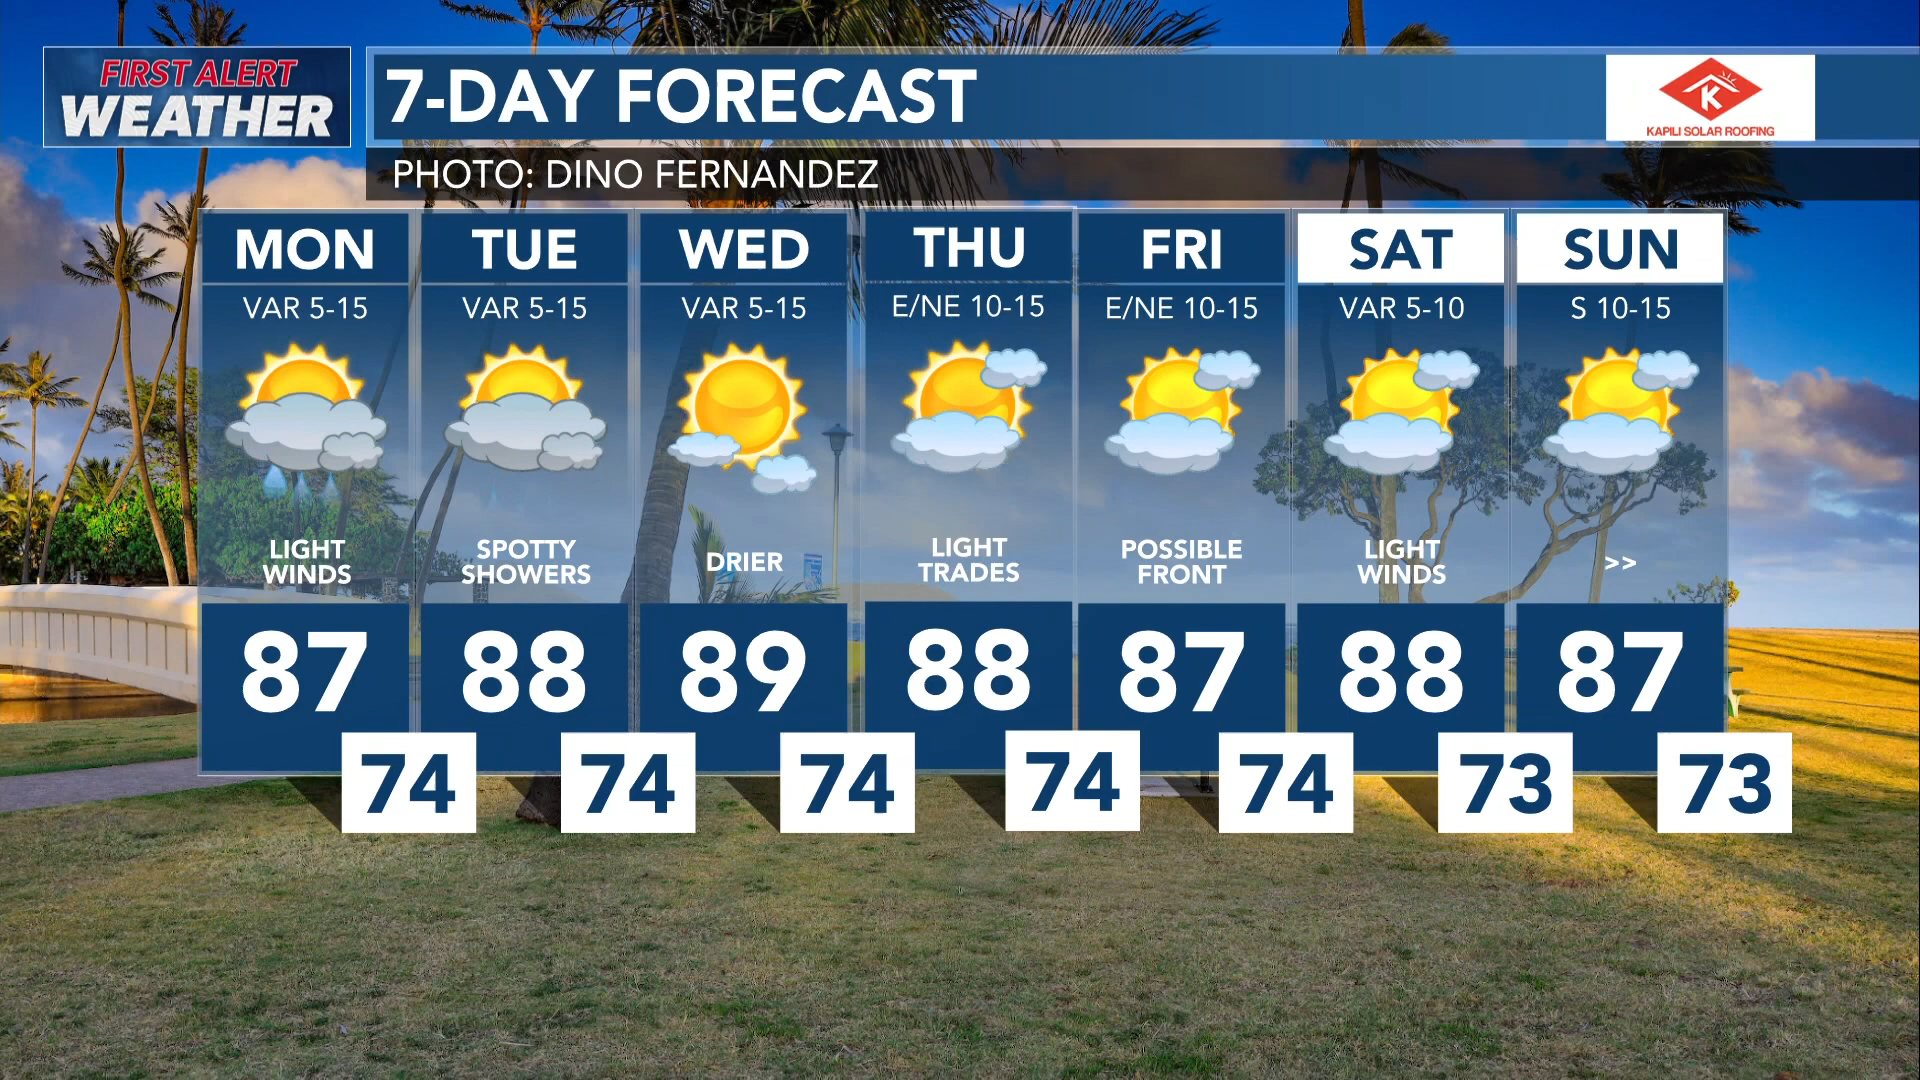 FIRST ALERT
WEATHER
7-DAY FORECAST
K
KAPILI SOLAR ROOFING
PHOTO: DINO FERNANDEZ
MON TUE WED THU FRI SAT SUN
VAR 5-15 VAR 5-15 VAR 5-15 E/NE 10-15 E/NE 10-15 VAR 5-10 S 10-15
LIGHT
WINDS
SPOTTY
SHOWERS
DRIER
LIGHT
TRADES
POSSIBLE
FRONT
LIGHT
WINDS
>>
87 88 89 88 87 88 87
74 74 74 74 74 73 73